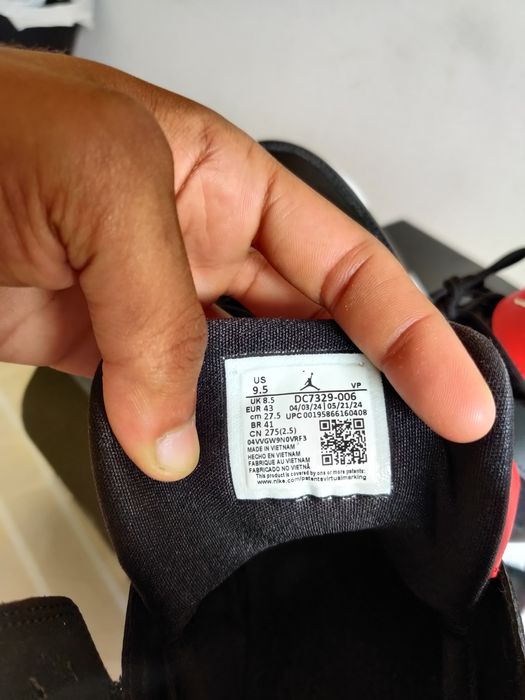 US
9.5
VP
UK 8.5
EUR 43
cm 27.5
BR 41
CN 275(2.5)
DC7329-006
04/03/24 | 05/21/24
UPC:00195866160408
04VVGW9N0VRF3
MADE IN VIETNAM
HECHO EN VIETNAM
FABRIQUE AU VIETNAM
FABRICADO NO VIETNÃ
This product is covered by one or more patents:
www.nike.com/patentsvirtualmarking